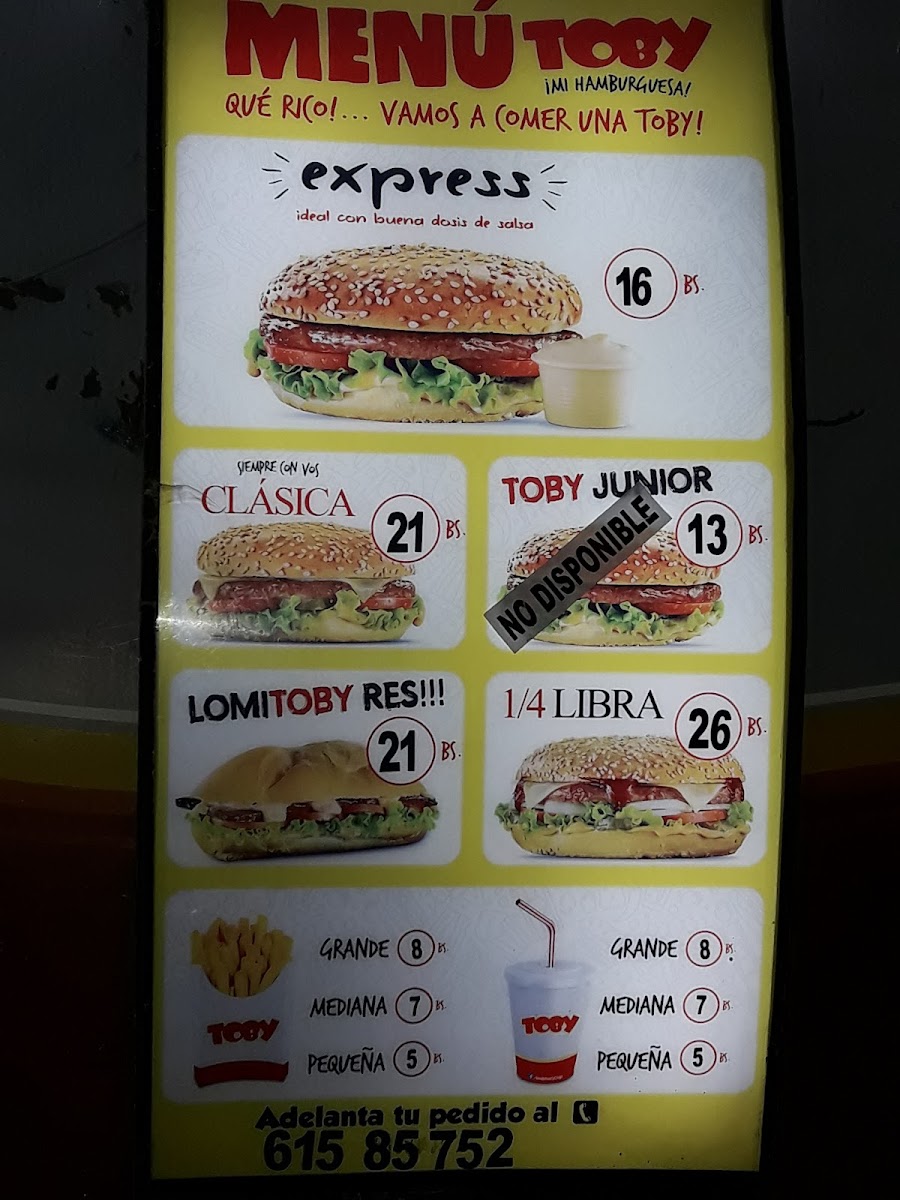 MENÚ TOBY
¡MI HAMBURGUESA!
QUÉ RICO!... VAMOS A COMER UNA TOBY!
express
ideal con buena dosis de salsa
16 BS.
SIEMPRE CON VOS
CLÁSICA
21 BS.
TOBY JUNIOR
13 BS.
NO DISPONIBLE
LOMITOBY RES!!!
21 BS.
1/4 LIBRA
26 BS.
GRANDE 8 BS.
MEDIANA 7 BS.
PEQUEÑA 5 BS.
TOBY
GRANDE 8 BS.
MEDIANA 7 BS.
PEQUEÑA 5 BS.
TOBY
Adelanta tu pedido al
615 85 752